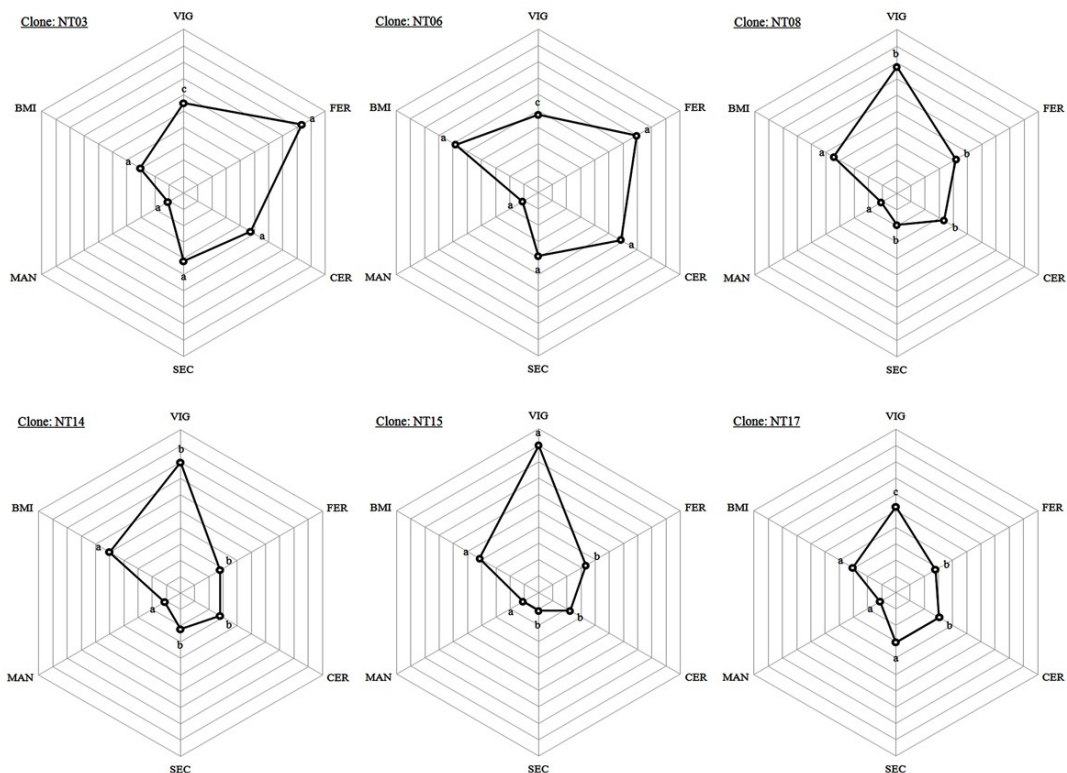 Clone: NT03
VIG
BMI
FER
MAN
CER
SEC
c
a
a
a
a
a
Clone: NT06
VIG
BMI
FER
MAN
CER
SEC
c
a
a
a
a
a
Clone: NT08
VIG
BMI
FER
MAN
CER
SEC
b
a
b
a
b
b
Clone: NT14
VIG
BMI
FER
MAN
CER
SEC
b
a
b
a
b
b
Clone: NT15
VIG
BMI
FER
MAN
CER
SEC
a
a
b
a
b
b
Clone: NT17
VIG
BMI
FER
MAN
CER
SEC
c
a
b
a
b
a